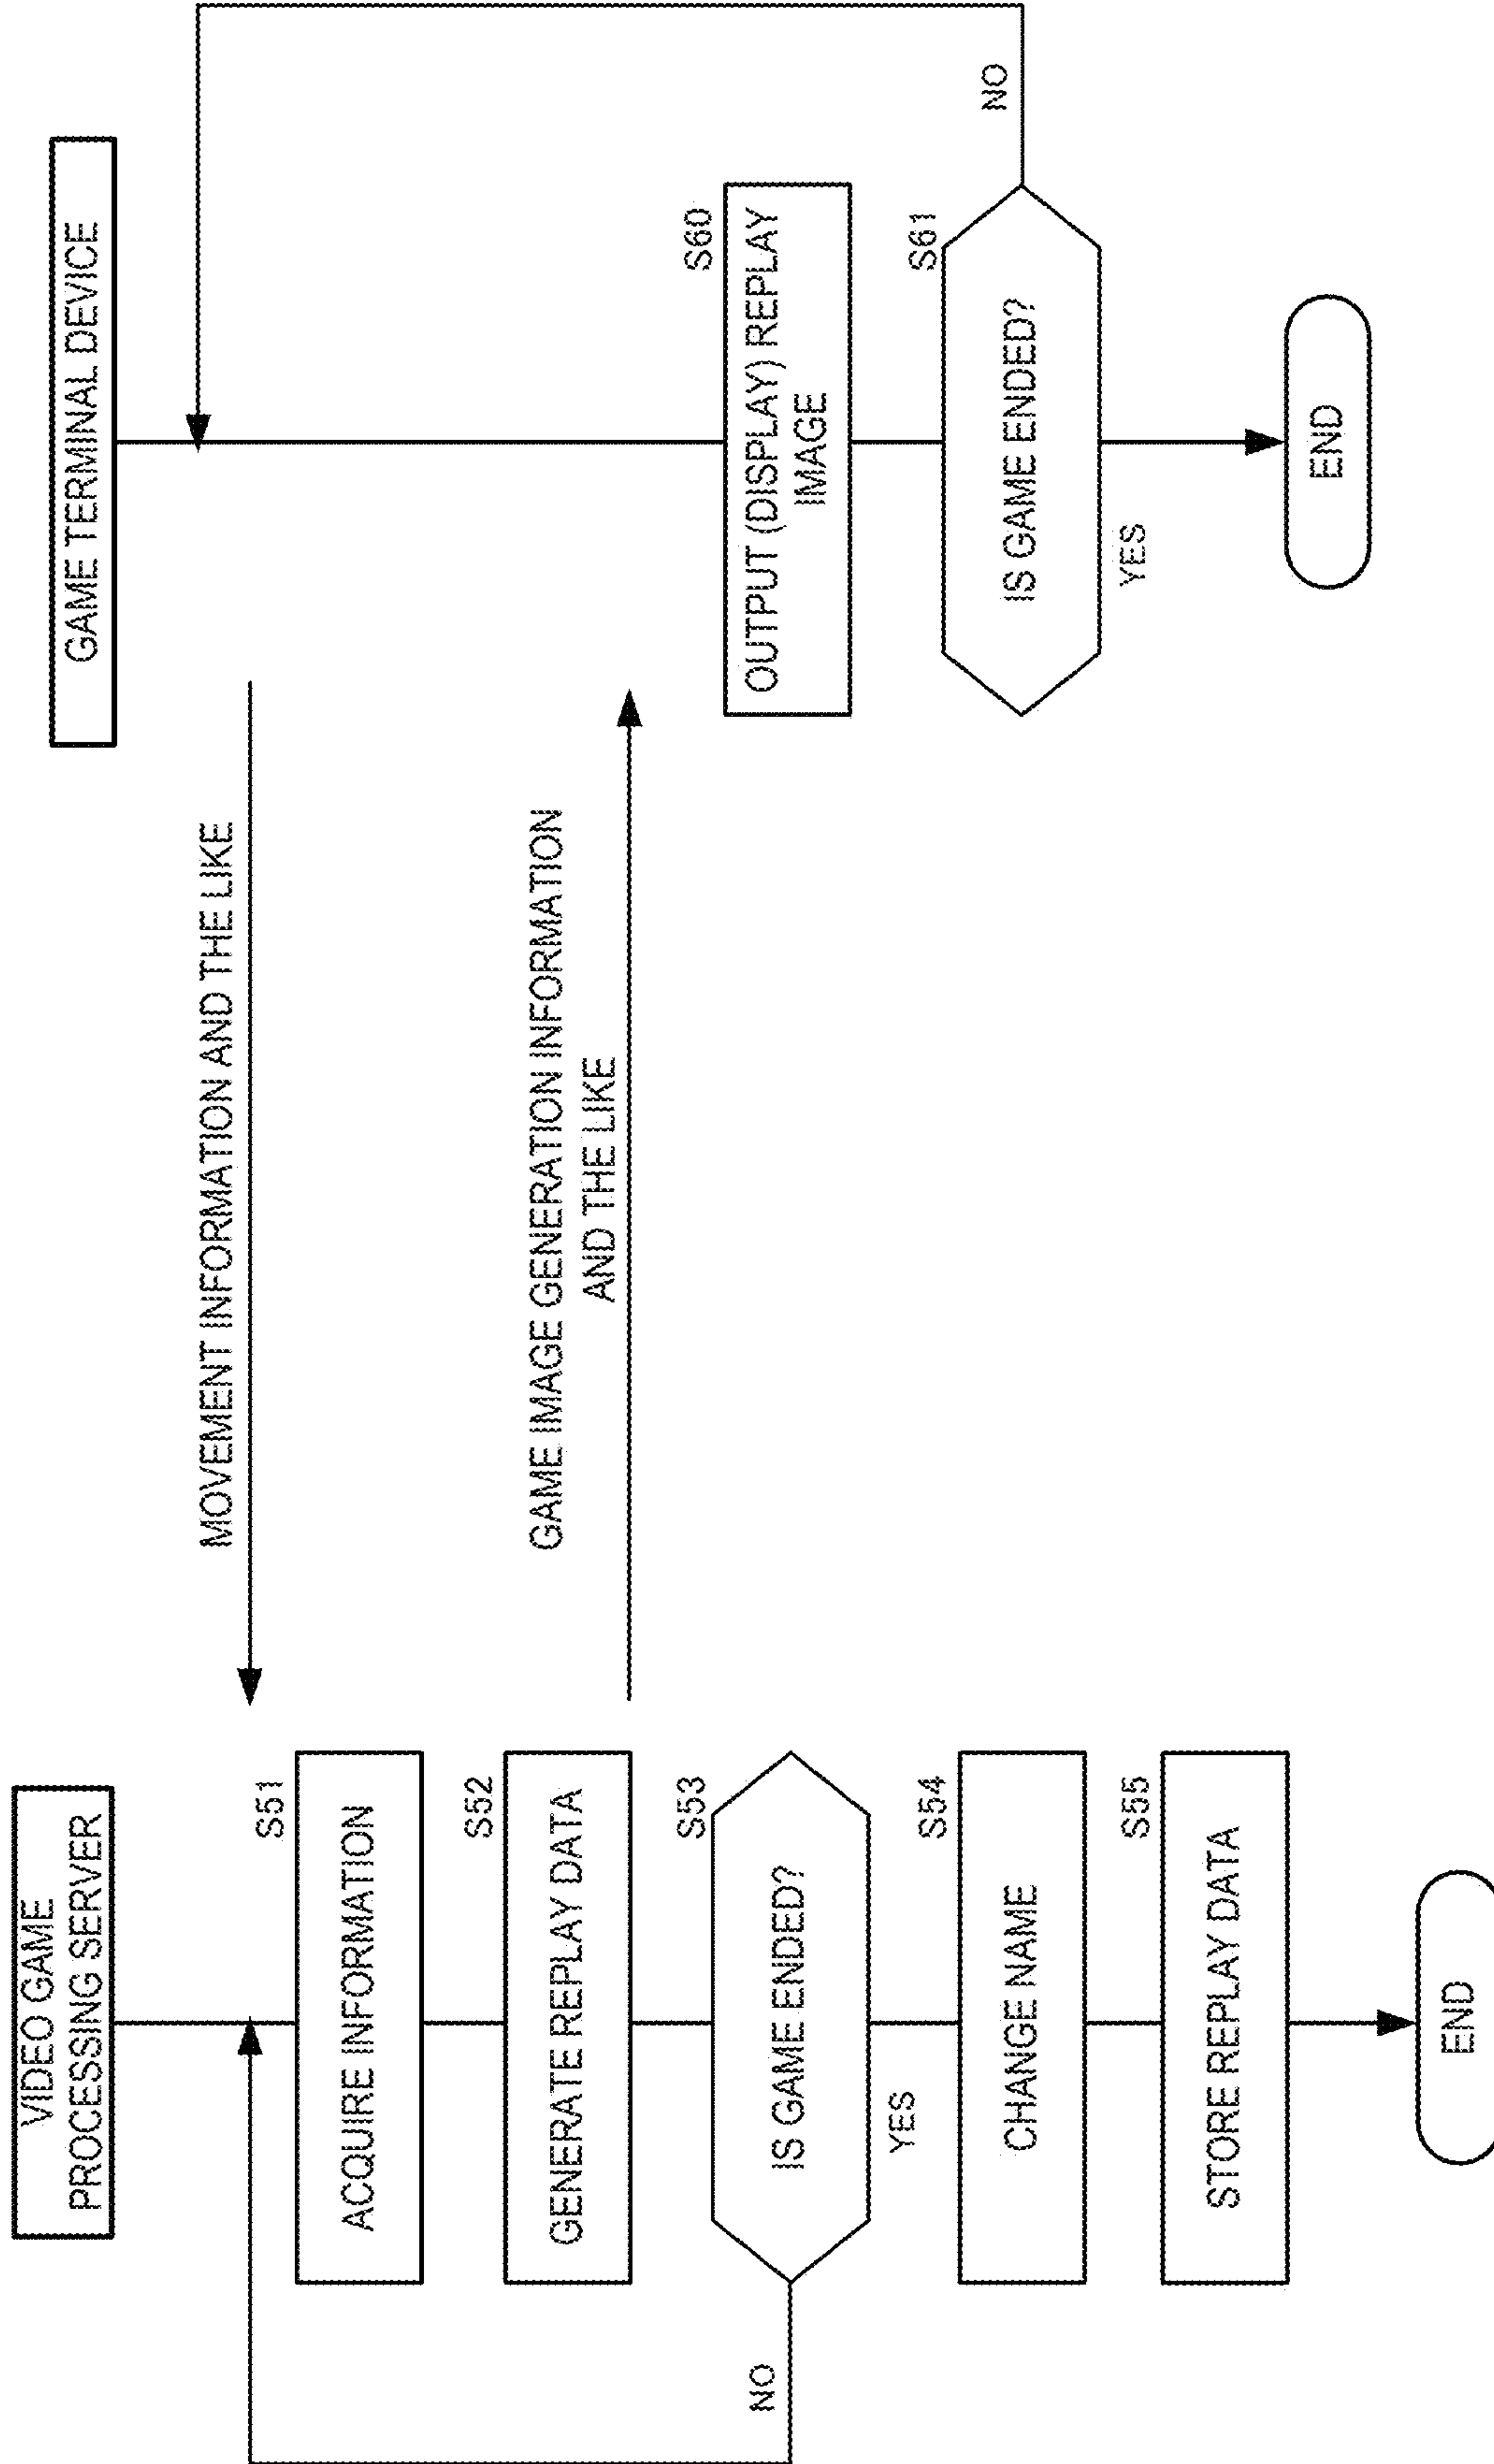 VIDEO GAME
PROCESSING SERVER
S51
ACQUIRE INFORMATION
S52
GENERATE REPLAY DATA
S53
IS GAME ENDED?
NO
YES
S54
CHANGE NAME
S55
STORE REPLAY DATA
END
MOVEMENT INFORMATION AND THE LIKE
GAME IMAGE GENERATION INFORMATION
AND THE LIKE
GAME TERMINAL DEVICE
S60
OUTPUT (DISPLAY) REPLAY
IMAGE
S61
IS GAME ENDED?
NO
YES
END